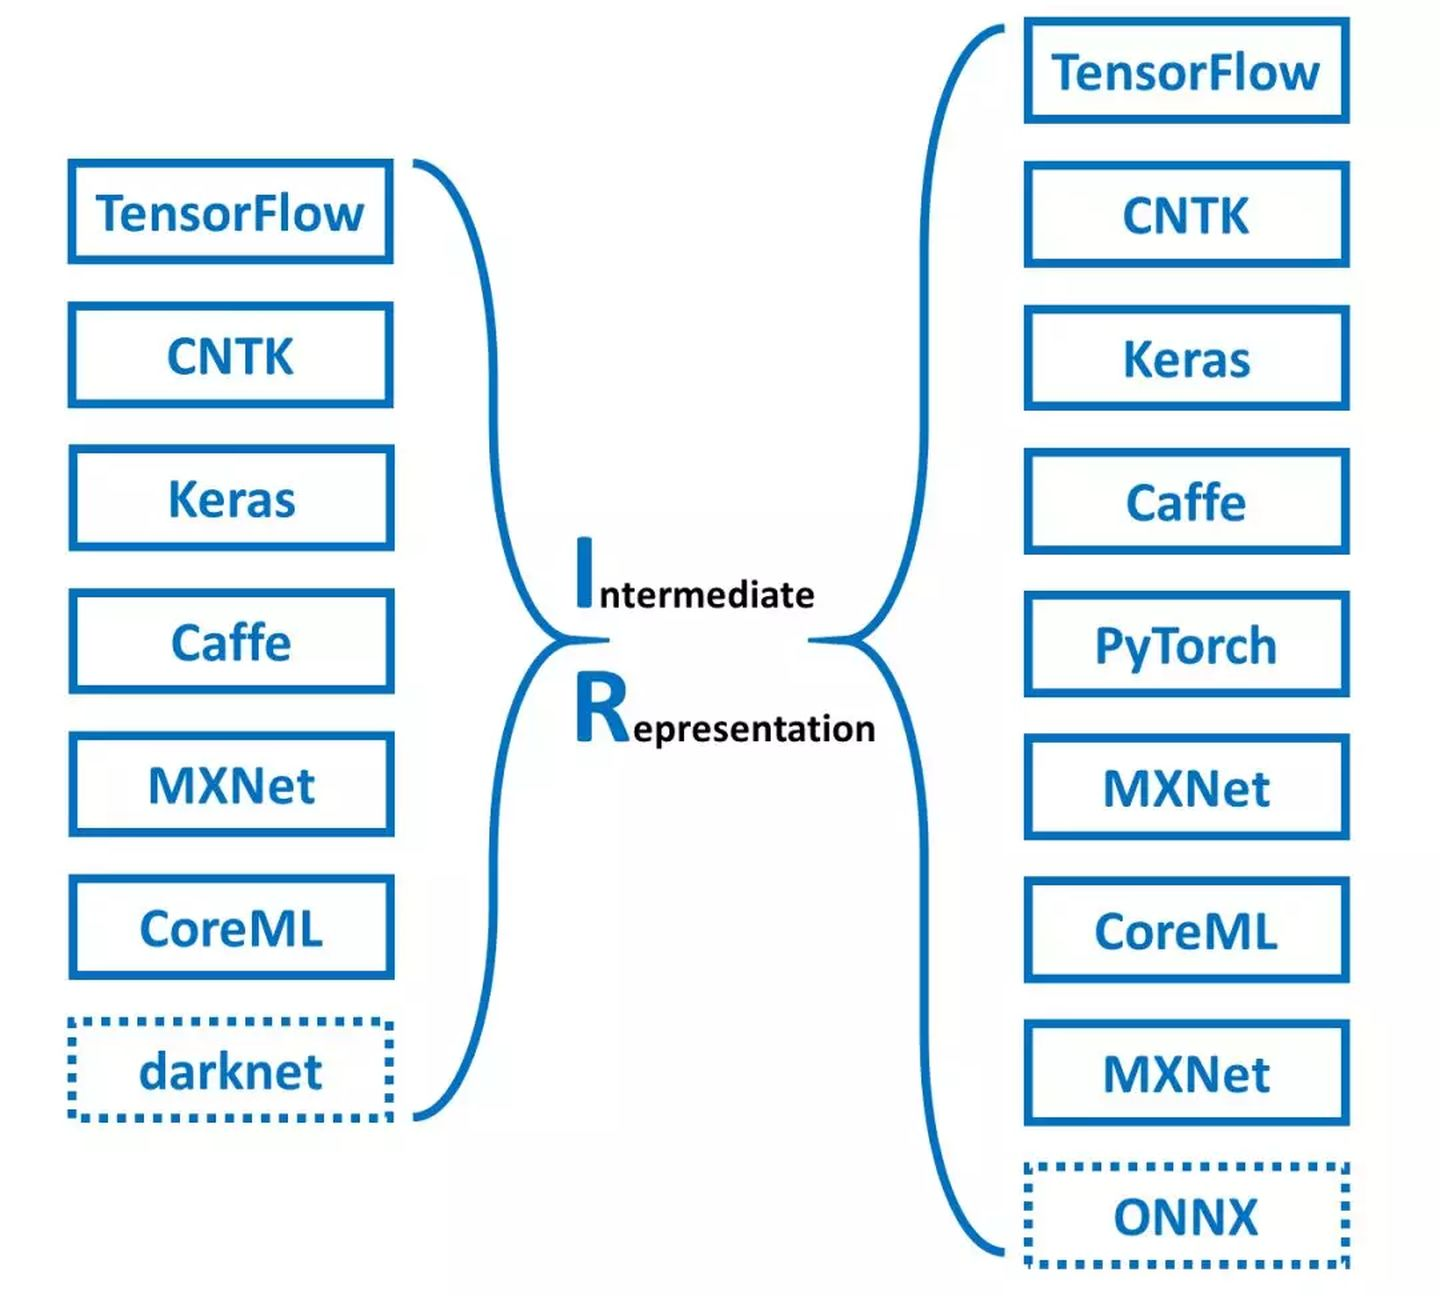 TensorFlow
CNTK
Keras
Caffe
MXNet
CoreML
darknet
Intermediate
Representation
TensorFlow
CNTK
Keras
Caffe
PyTorch
MXNet
CoreML
MXNet
ONNX